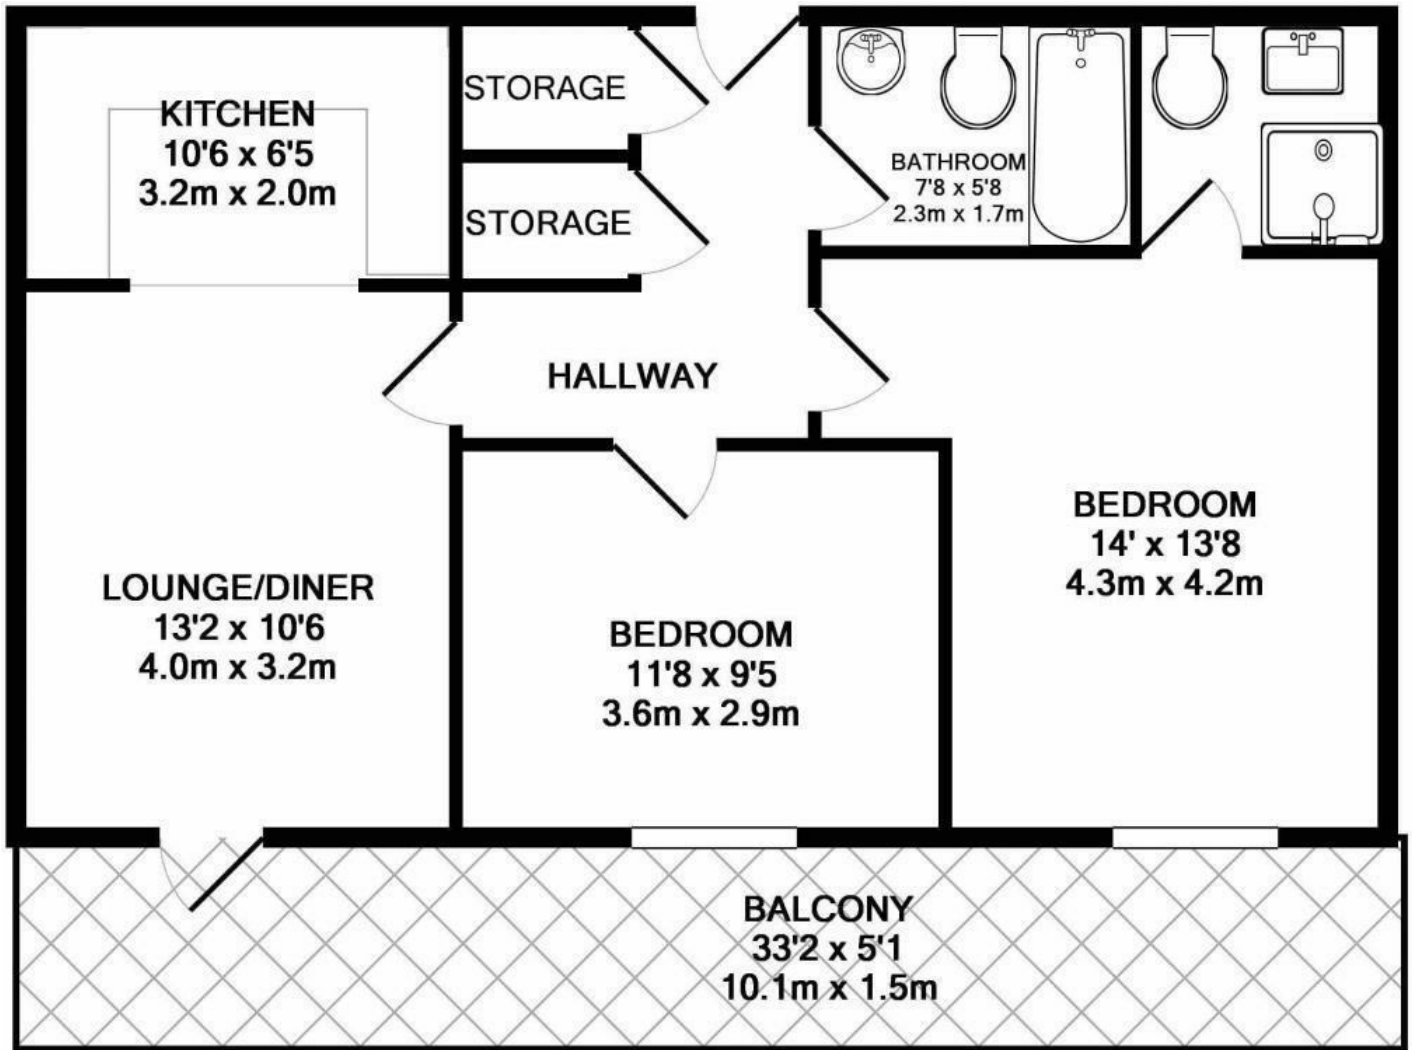 KITCHEN
10'6 x 6'5
3.2m x 2.0m
STORAGE
STORAGE
BATHROOM
7'8 x 5'8
2.3m x 1.7m
HALLWAY
LOUNGE/DINER
13'2 x 10'6
4.0m x 3.2m
BEDROOM
11'8 x 9'5
3.6m x 2.9m
BEDROOM
14' x 13'8
4.3m x 4.2m
BALCONY
33'2 x 5'1
10.1m x 1.5m